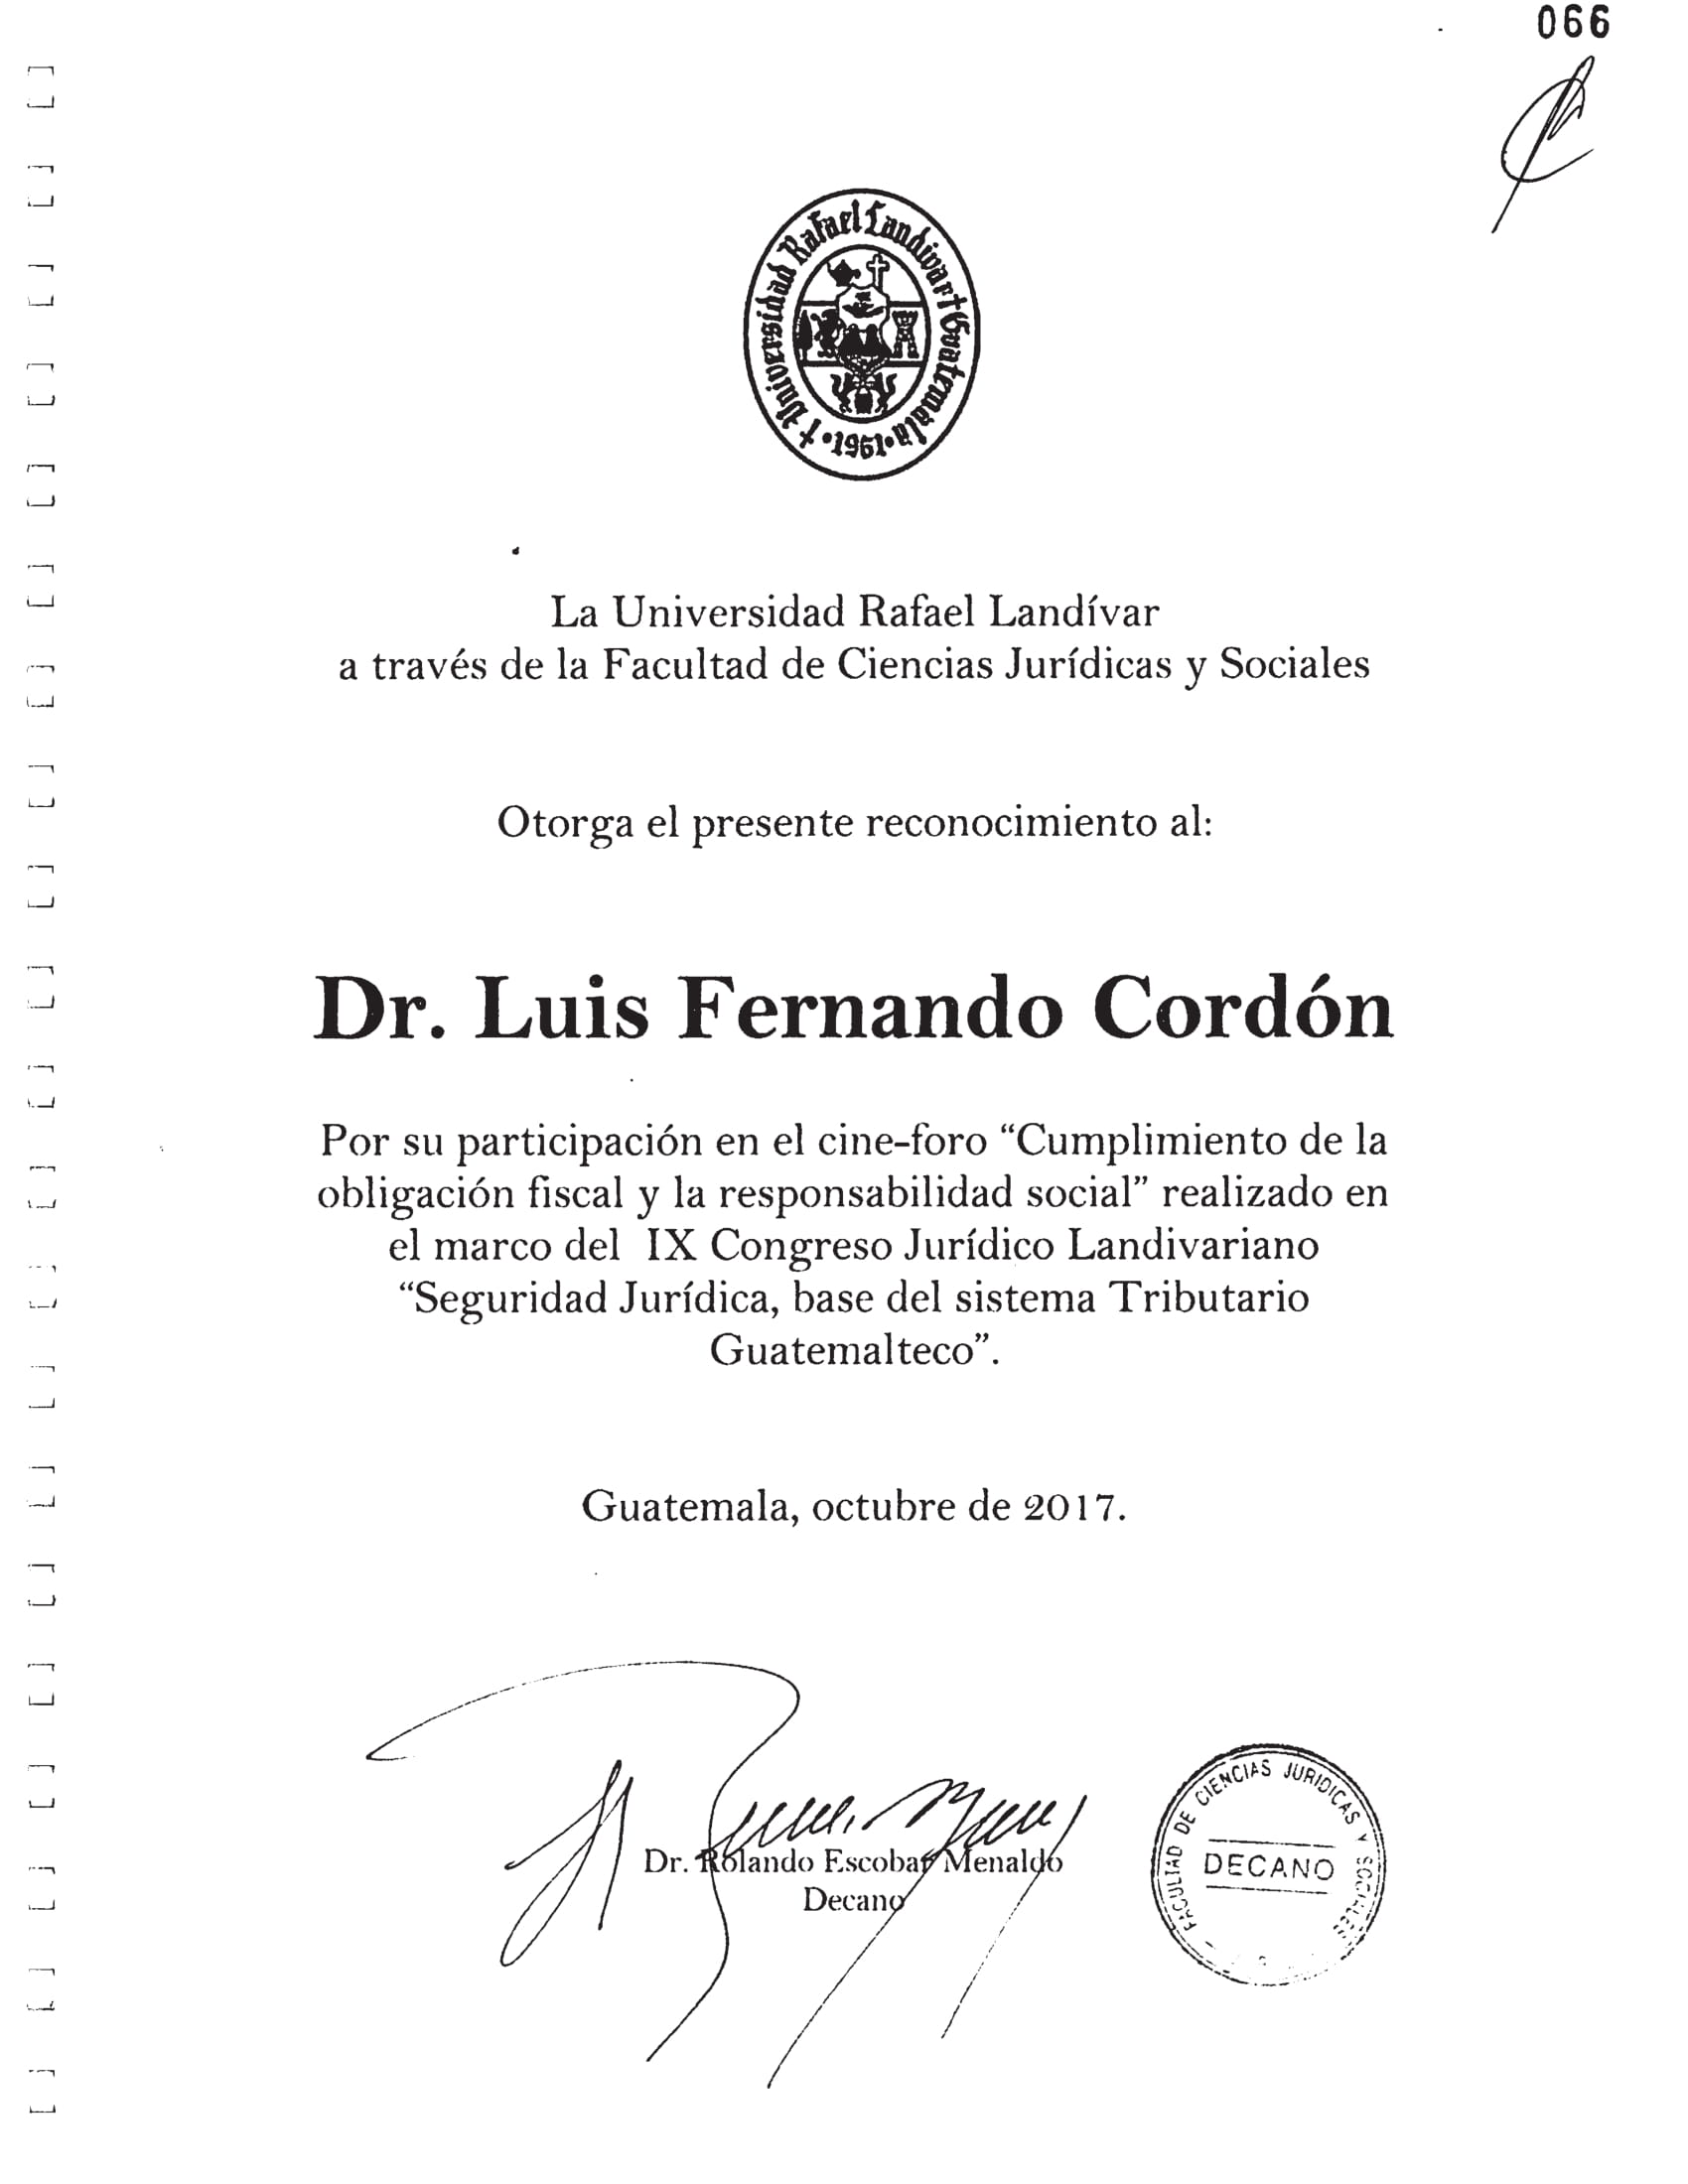 066
Universidad Rafael Landívar † Guatemala • 1961 • †
La Universidad Rafael Landívar
a través de la Facultad de Ciencias Jurídicas y Sociales
Otorga el presente reconocimiento al:
Dr. Luis Fernando Cordón
Por su participación en el cine-foro “Cumplimiento de la
obligación fiscal y la responsabilidad social” realizado en
el marco del IX Congreso Jurídico Landivariano
“Seguridad Jurídica, base del sistema Tributario
Guatemalteco”.
Guatemala, octubre de 2017.
Dr. Rolando Escobar Menaldo
Decano
FACULTAD DE CIENCIAS JURIDICAS Y SOCIALES
DECANO